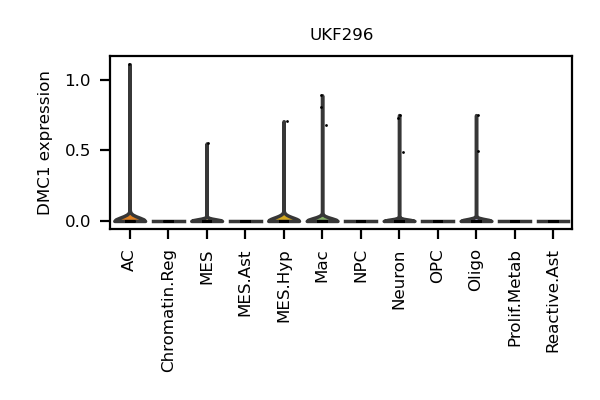 UKF296
DMC1 expression
1.0
0.5
0.0
AC
Chromatin.Reg
MES
MES.Ast
MES.Hyp
Mac
NPC
Neuron
OPC
Oligo
Prolif.Metab
Reactive.Ast